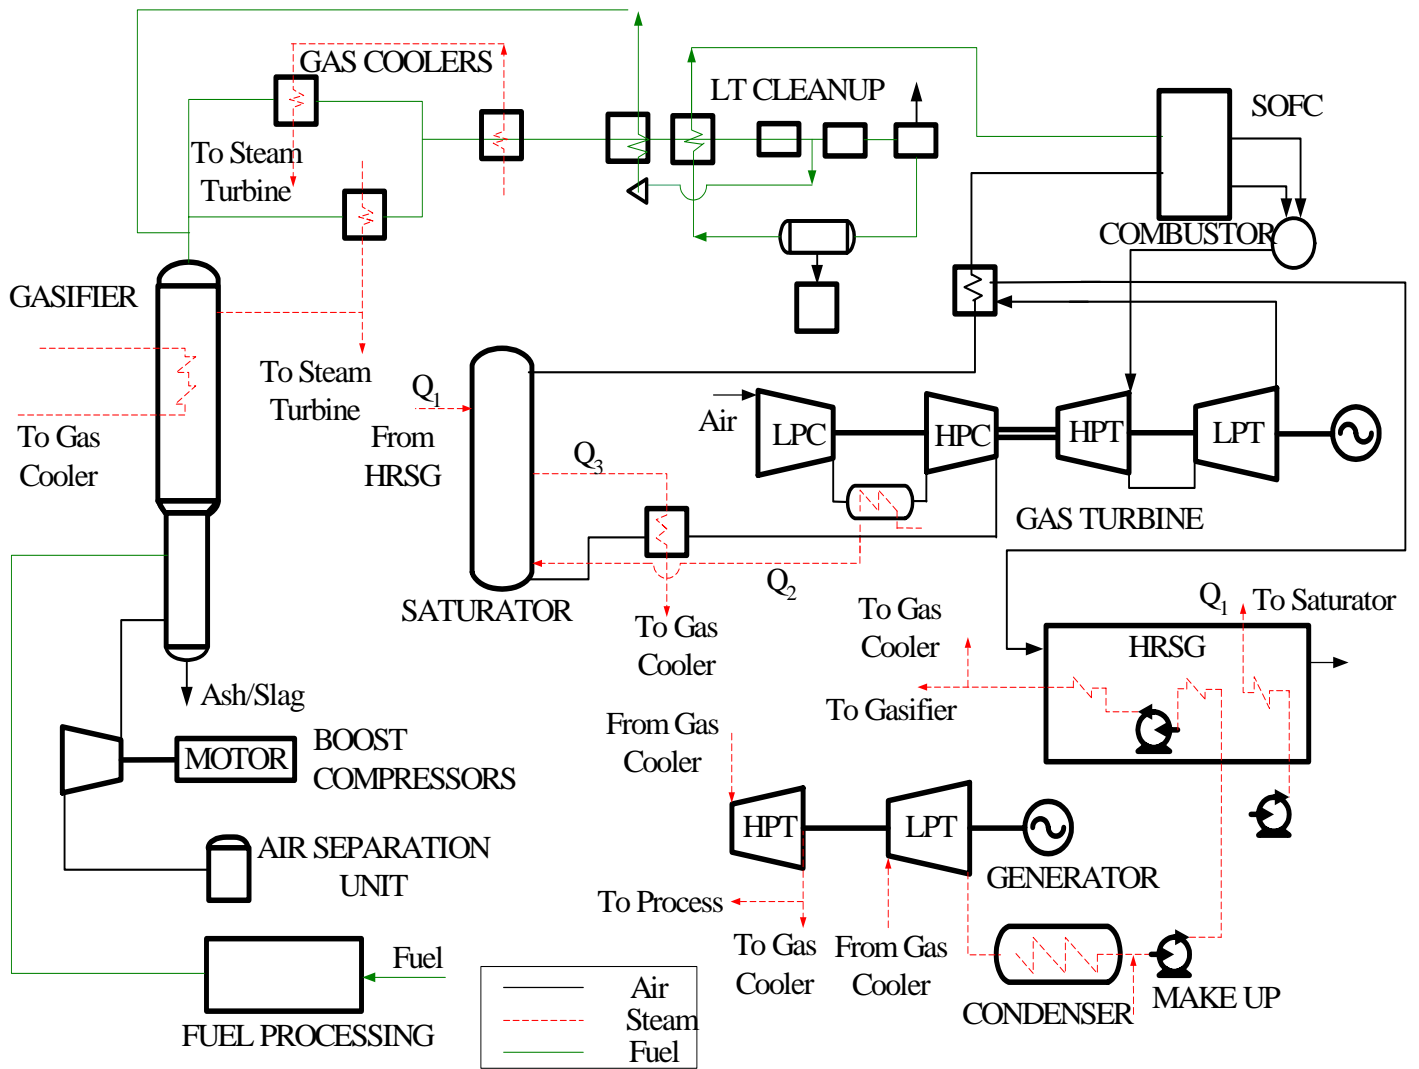 GAS COOLERS
LT CLEANUP
SOFC
To Steam
Turbine
COMBUSTOR
GASIFIER
To Steam
Turbine
Q1
From
HRSG
Air
LPC
HPC
HPT
LPT
To Gas
Cooler
Q3
GAS TURBINE
Q2
SATURATOR
To Gas
Cooler
To Gas
Cooler
Q1
To Saturator
HRSG
Ash/Slag
To Gasifier
From Gas
Cooler
MOTOR
BOOST
COMPRESSORS
HPT
LPT
AIR SEPARATION
UNIT
GENERATOR
To Process
To Gas
Cooler
From Gas
Cooler
Fuel
CONDENSER
MAKE UP
FUEL PROCESSING
Air
Steam
Fuel